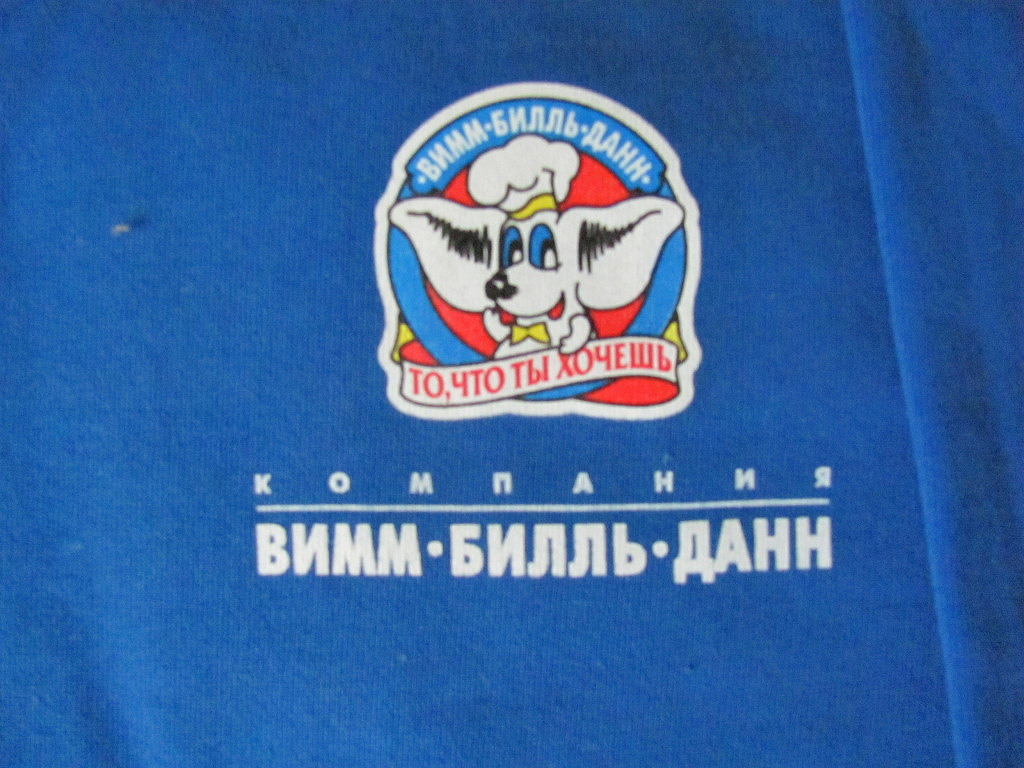 ·ВИММ·БИЛЛЬ·ДАНН·
ТО, ЧТО ТЫ ХОЧЕШЬ
КОМПАНИЯ
ВИММ·БИЛЛЬ·ДАНН